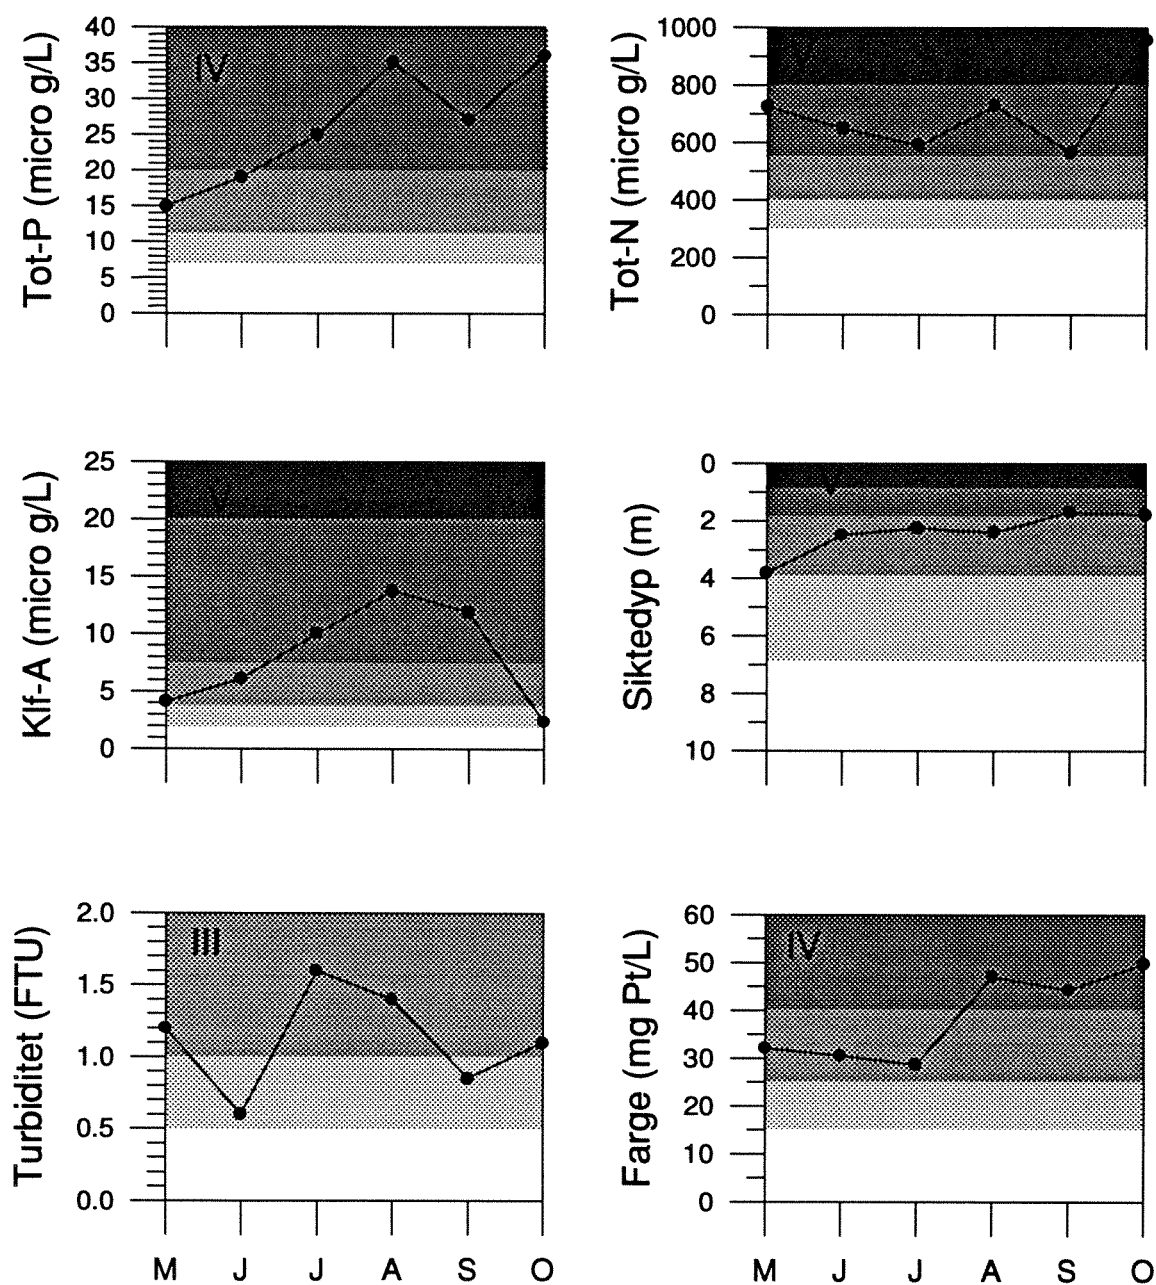 Tot-P (micro g/L)
40
35
30
25
20
15
10
5
0
IV
Tot-N (micro g/L)
1000
800
600
400
200
0
V
Klf-A (micro g/L)
25
20
15
10
5
0
V
Siktedyp (m)
0
2
4
6
8
10
V
Turbiditet (FTU)
2.0
1.5
1.0
0.5
0.0
III
M J J A S O
Farge (mg Pt/L)
60
50
40
30
20
10
0
IV
M J J A S O